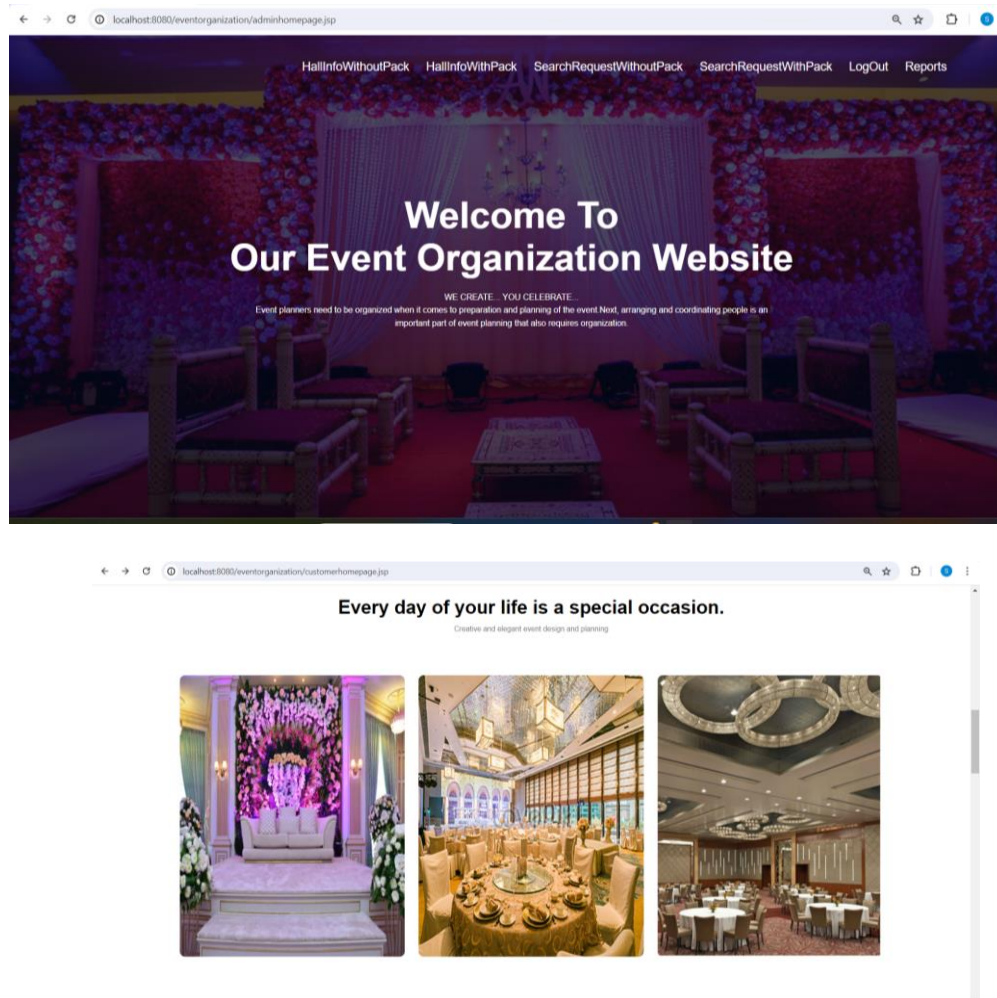 localhost:8080/eventorganization/adminhomepage.jsp
HallInfoWithoutPack HallInfoWithPack SearchRequestWithoutPack SearchRequestWithPack LogOut Reports
Welcome To
Our Event Organization Website
WE CREATE... YOU CELEBRATE...
Event planners need to be organized when it comes to preparation and planning of the event.Next, arranging and coordinating people is an
important part of event planning that also requires organization.
localhost:8080/eventorganization/customerhomepage.jsp
Every day of your life is a special occasion.
Creative and elegant event design and planning